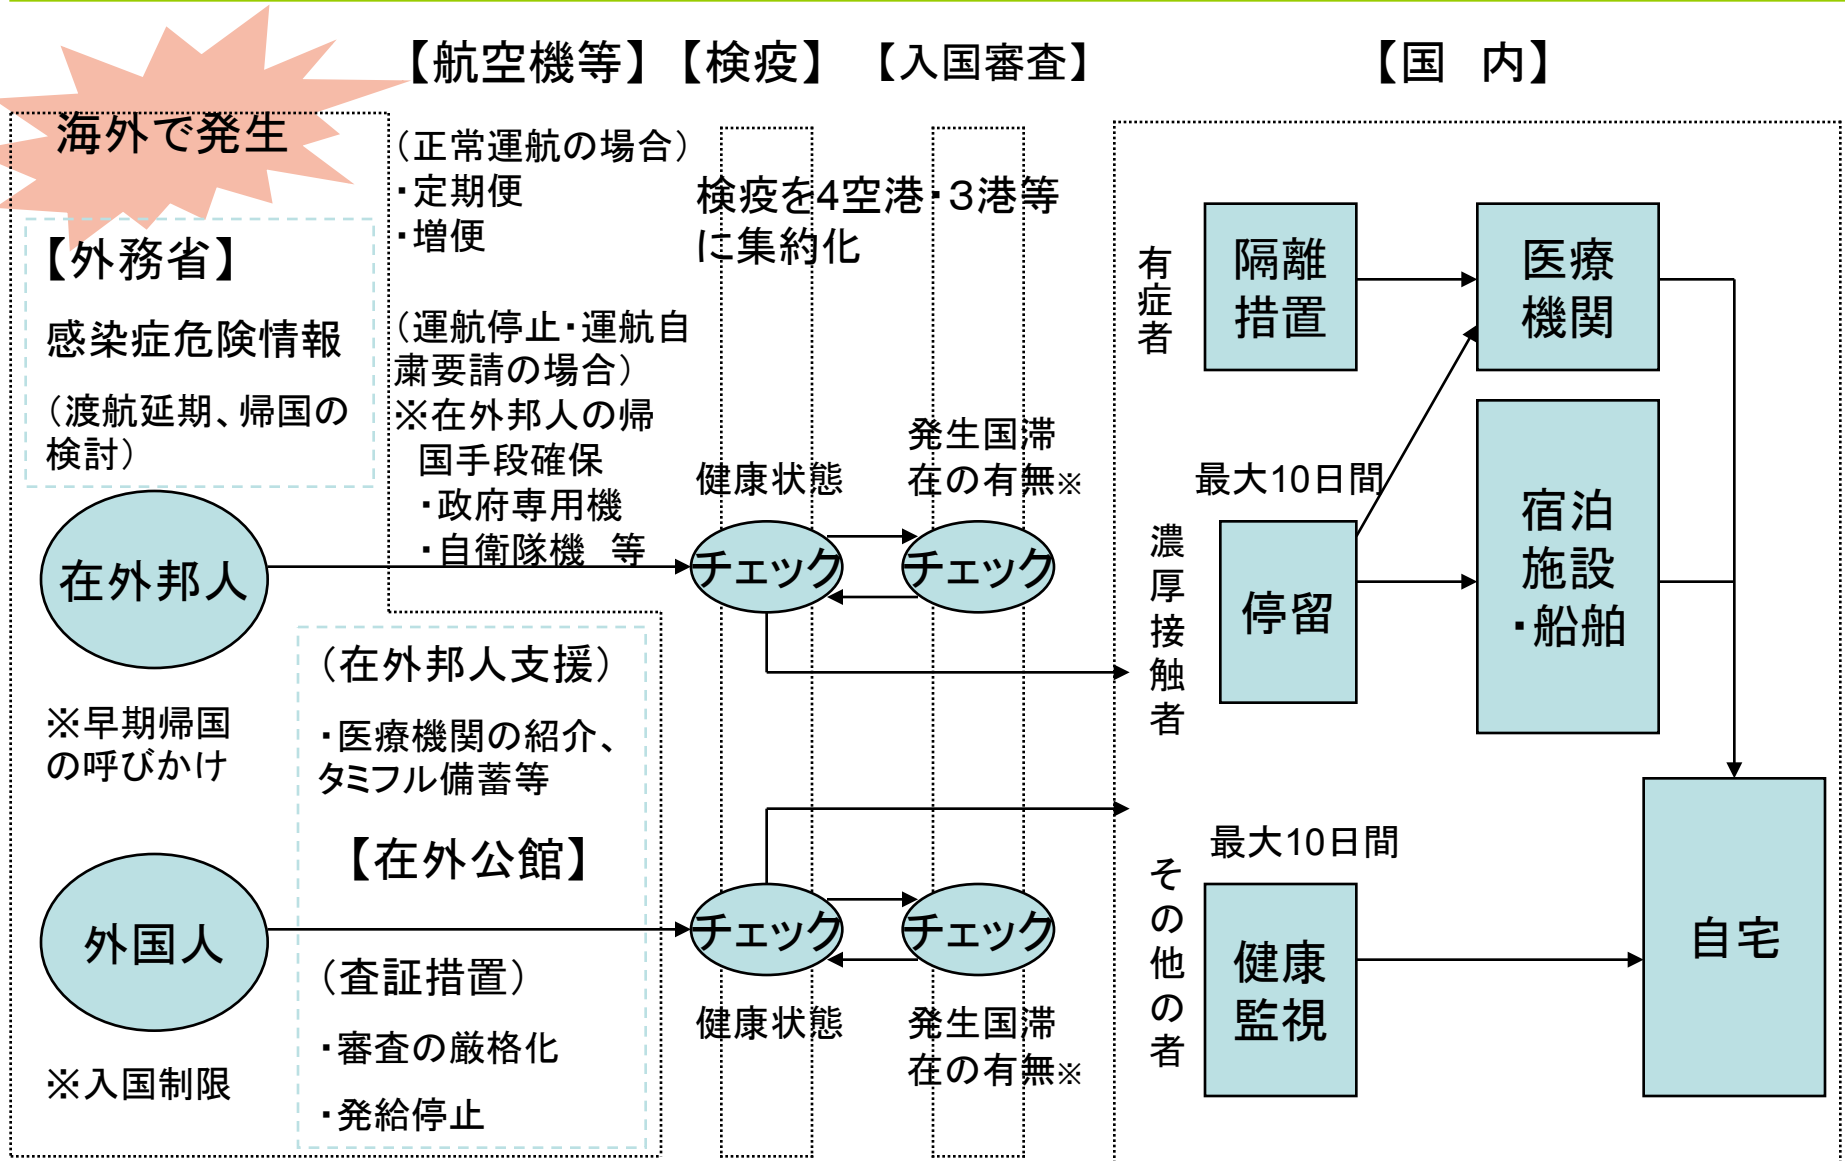 【航空機等】
【検疫】
【入国審査】
【国　内】
海外で発生
【外務省】
感染症危険情報
（渡航延期、帰国の
検討）
在外邦人
※早期帰国
の呼びかけ
外国人
※入国制限
（在外邦人支援）
・医療機関の紹介、
タミフル備蓄等
【在外公館】
（査証措置）
・審査の厳格化
・発給停止
（正常運航の場合）
・定期便
・増便
（運航停止・運航自
粛要請の場合）
※在外邦人の帰
国手段確保
・政府専用機
・自衛隊機　等
検疫を4空港・3港等
に集約化
健康状態
チェック
発生国滞
在の有無※
チェック
チェック
健康状態
チェック
発生国滞
在の有無※
有症者
隔離
措置
医療
機関
濃厚接触者
最大10日間
停留
宿泊
施設
・船舶
その他の者
最大10日間
健康
監視
自宅